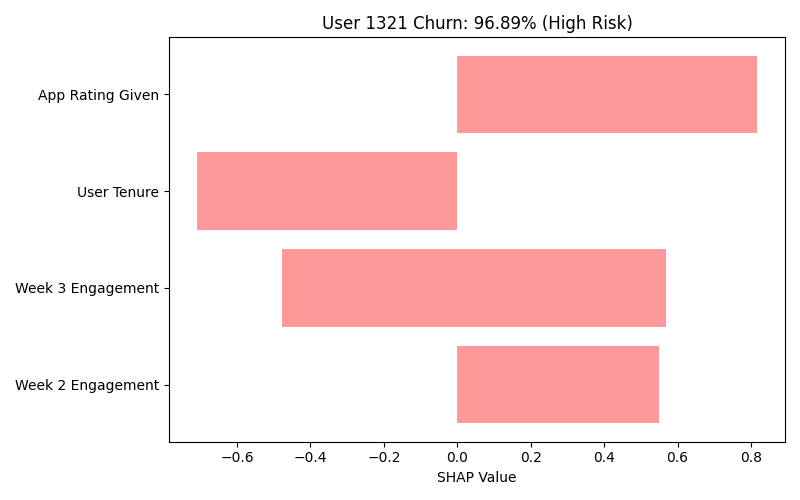 User 1321 Churn: 96.89% (High Risk)
App Rating Given
User Tenure
Week 3 Engagement
Week 2 Engagement
−0.6 −0.4 −0.2 0.0 0.2 0.4 0.6 0.8
SHAP Value